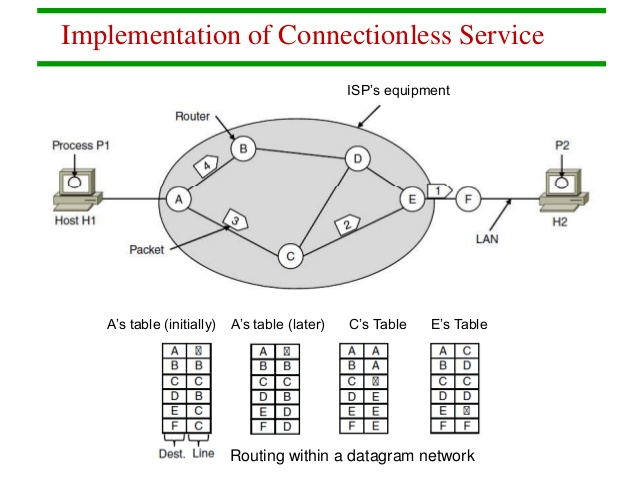 Implementation of Connectionless Service
ISP's equipment
Router
Process P1
P2
B
D
4
1
A
E
F
3
2
Host H1
H2
LAN
Packet
C
A's table (initially) A's table (later) C's Table E's Table
A
B B
C C
D B
E C
F C
A
B B
C C
D B
E D
F D
A A
B A
C
D E
E E
F E
A C
B D
C C
D D
E
F F
Dest. Line
Routing within a datagram network